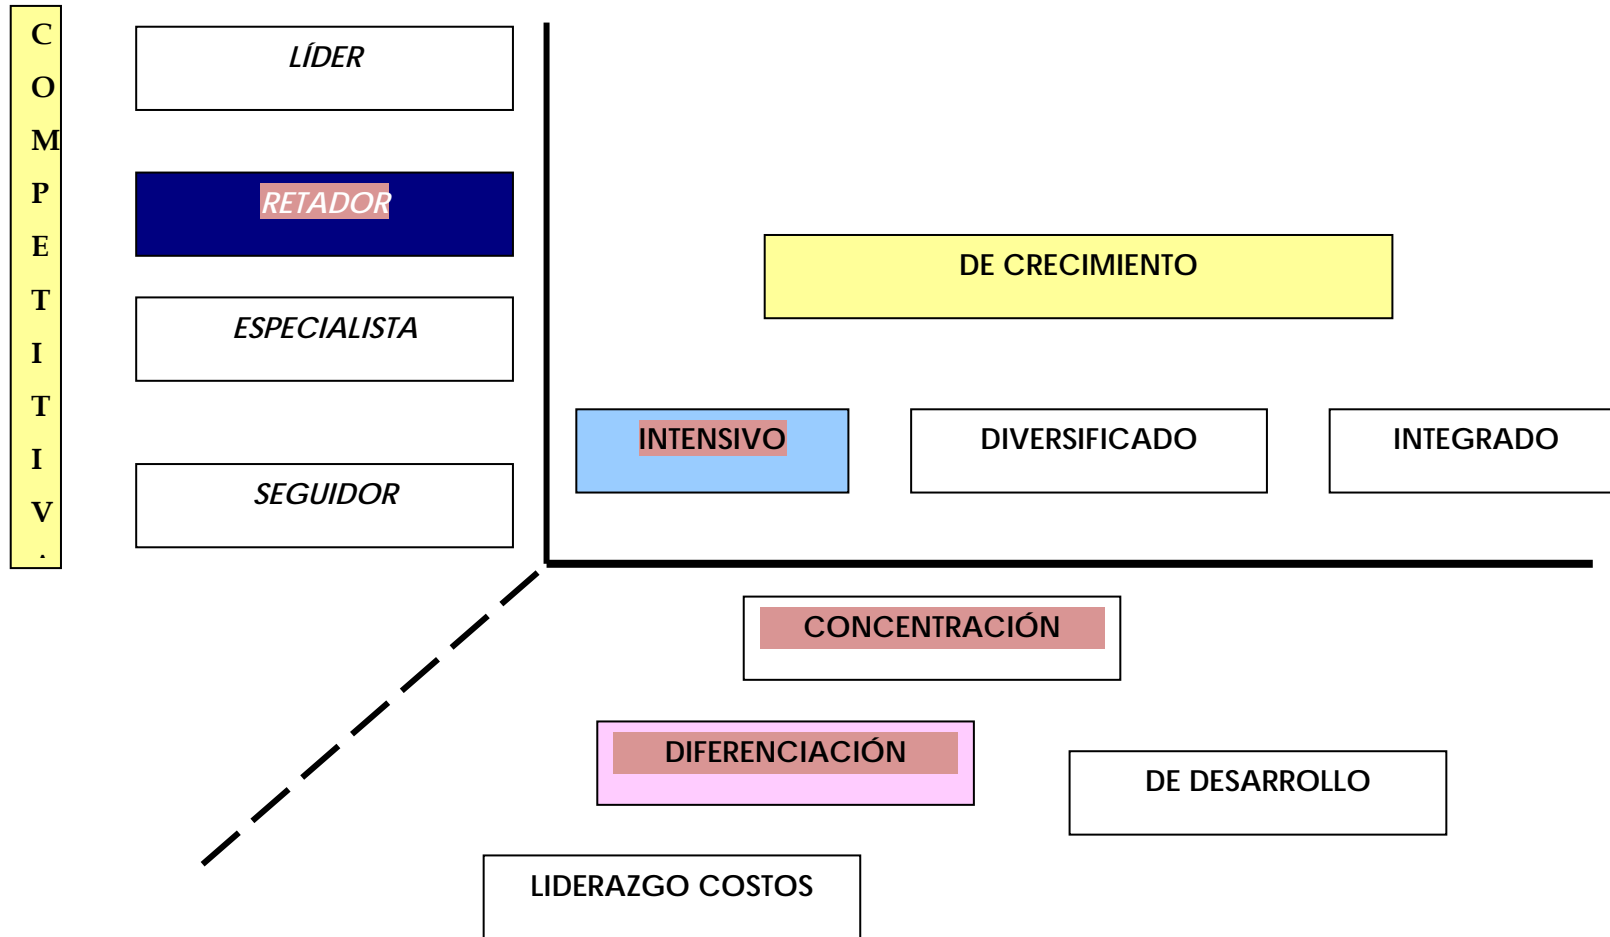 C
O
M
P
E
T
I
T
I
V
LÍDER
RETADOR
ESPECIALISTA
SEGUIDOR
DE CRECIMIENTO
INTENSIVO
DIVERSIFICADO
INTEGRADO
CONCENTRACIÓN
DIFERENCIACIÓN
DE DESARROLLO
LIDERAZGO COSTOS